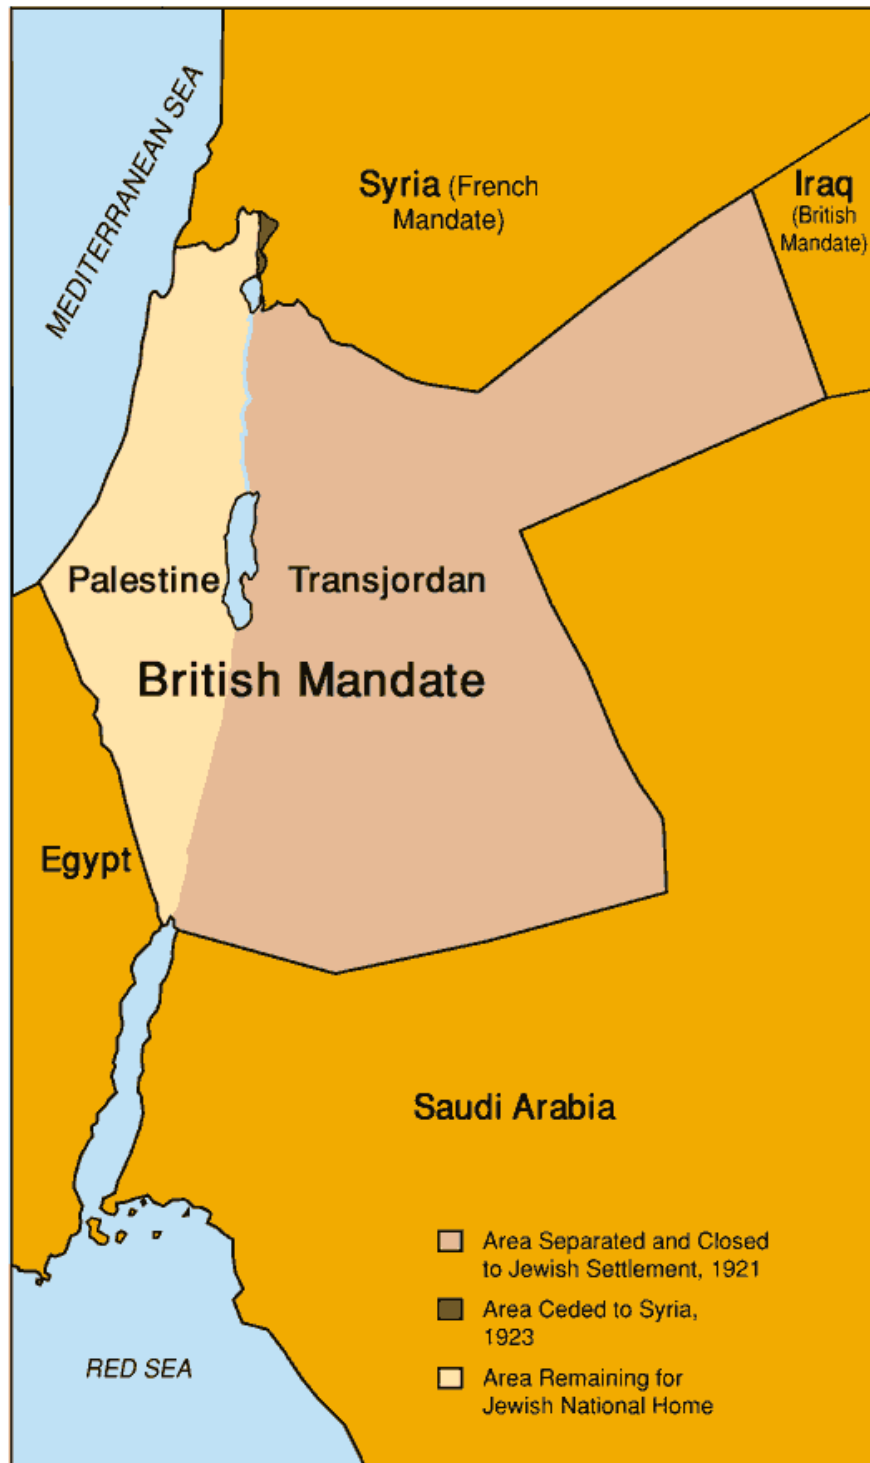 MEDITERRANEAN SEA
Syria (French
Mandate)
Iraq
(British
Mandate)
Palestine
Transjordan
British Mandate
Egypt
Saudi Arabia
Area Separated and Closed
to Jewish Settlement, 1921
Area Ceded to Syria,
1923
Area Remaining for
Jewish National Home
RED SEA